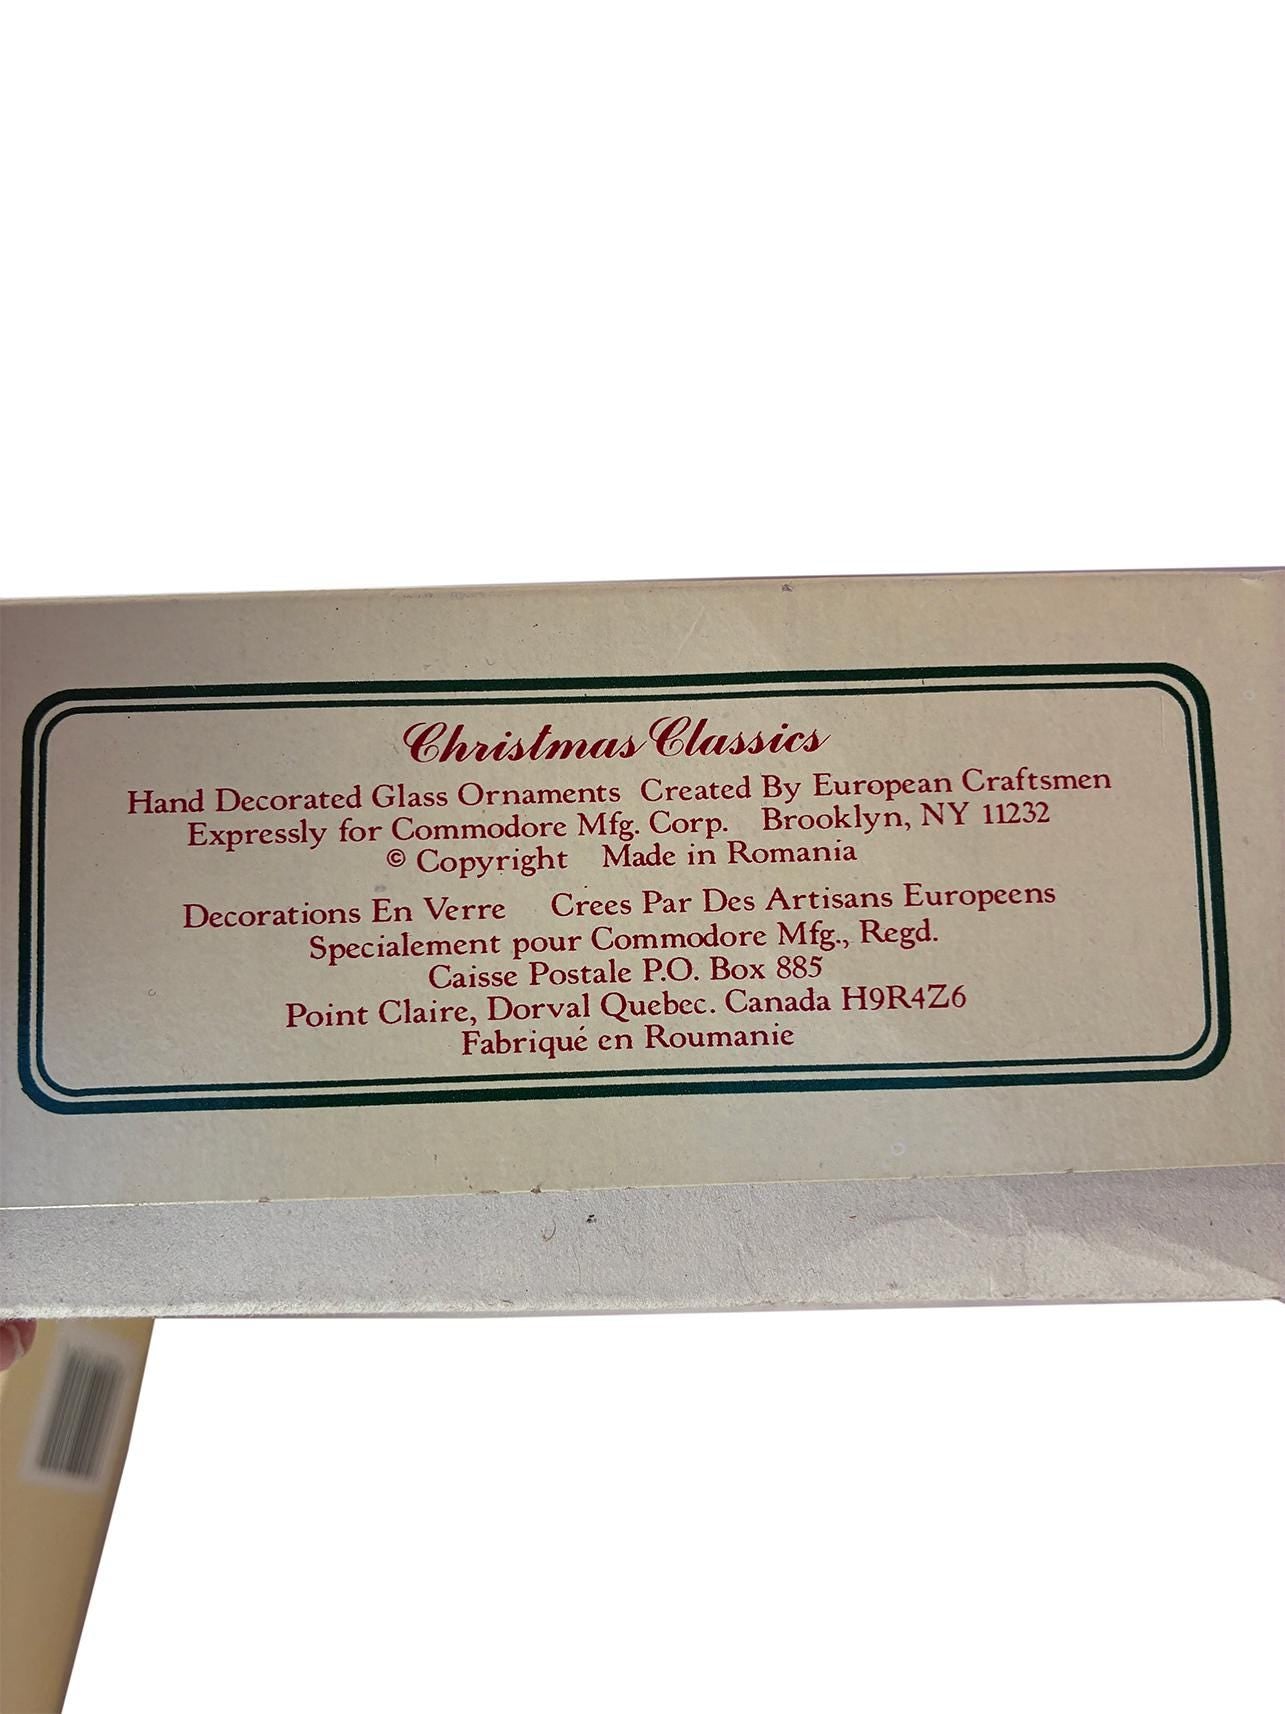 Christmas Classics
Hand Decorated Glass Ornaments Created By European Craftsmen
Expressly for Commodore Mfg. Corp. Brooklyn, NY 11232
© Copyright Made in Romania
Decorations En Verre Crees Par Des Artisans Europeens
Specialement pour Commodore Mfg., Regd.
Caisse Postale P.O. Box 885
Point Claire, Dorval Quebec. Canada H9R4Z6
Fabriqué en Roumanie